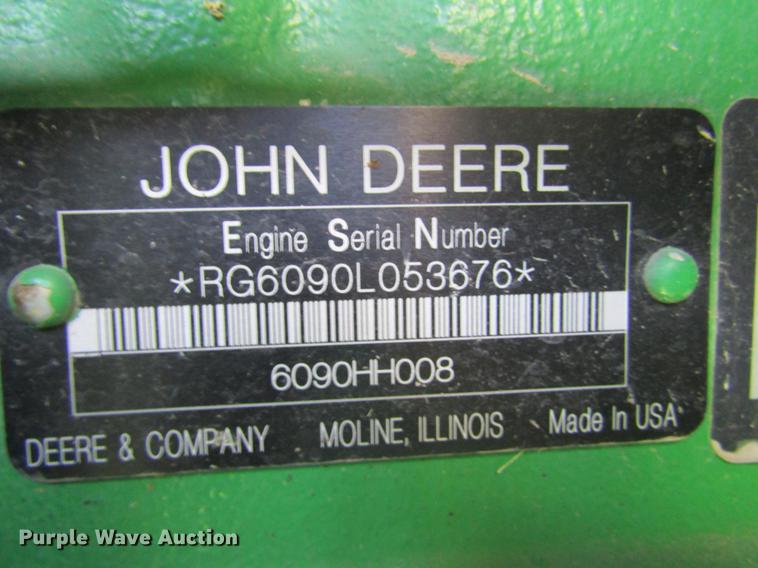 JOHN DEERE
Engine Serial Number
*RG6090L053676*
6090HH008
DEERE & COMPANY MOLINE, ILLINOIS Made In USA
Purple Wave Auction